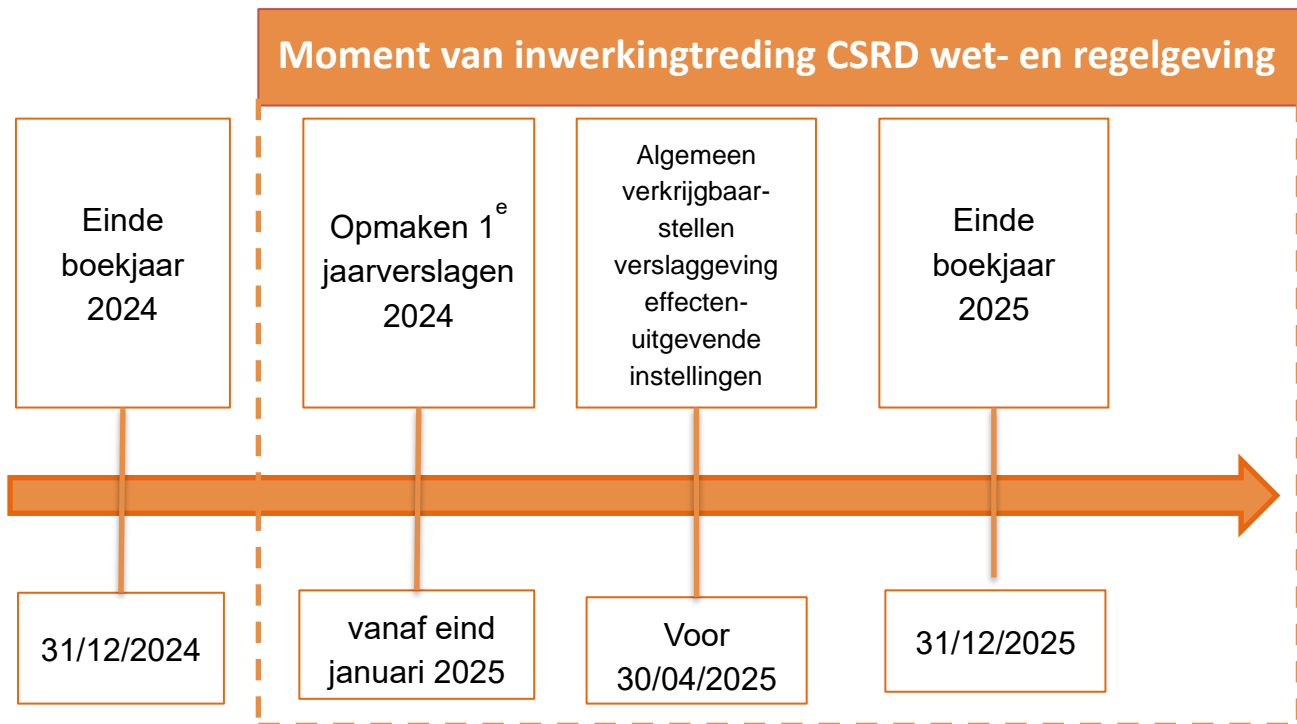 Moment van inwerkingtreding CSRD wet- en regelgeving
Einde
boekjaar
2024
Opmaken 1e
jaarverslagen
2024
Algemeen
verkrijgbaar-
stellen
verslaggeving
effecten-
uitgevende
instellingen
Einde
boekjaar
2025
31/12/2024
vanaf eind
januari 2025
Voor
30/04/2025
31/12/2025